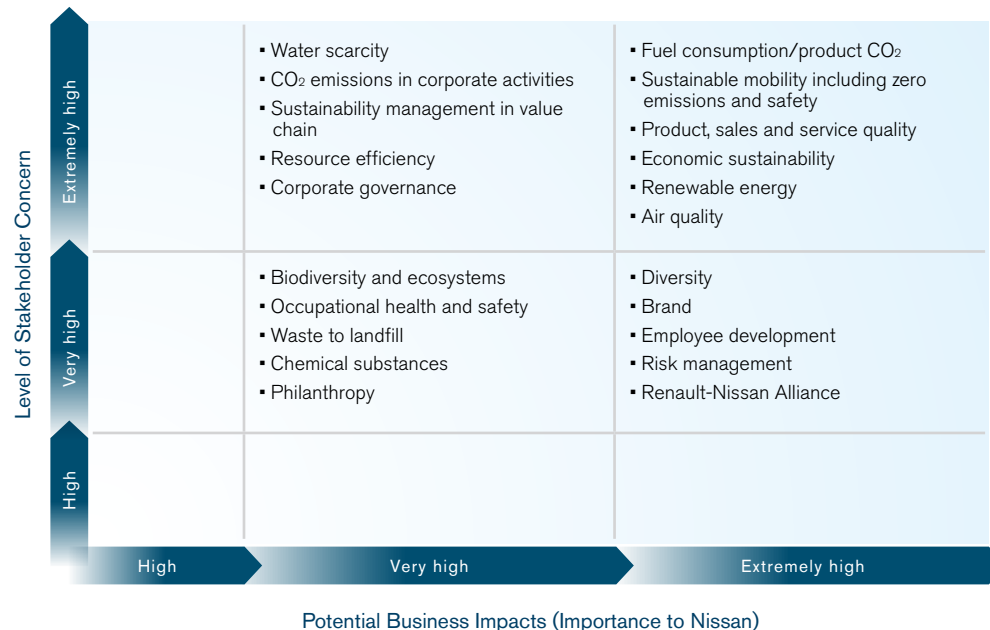 Level of Stakeholder Concern
Extremely high
Very high
High
▪ Water scarcity
▪ CO₂ emissions in corporate activities
▪ Sustainability management in value
chain
▪ Resource efficiency
▪ Corporate governance
▪ Fuel consumption/product CO₂
▪ Sustainable mobility including zero
emissions and safety
▪ Product, sales and service quality
▪ Economic sustainability
▪ Renewable energy
▪ Air quality
▪ Biodiversity and ecosystems
▪ Occupational health and safety
▪ Waste to landfill
▪ Chemical substances
▪ Philanthropy
▪ Diversity
▪ Brand
▪ Employee development
▪ Risk management
▪ Renault-Nissan Alliance
High
Very high
Extremely high
Potential Business Impacts (Importance to Nissan)